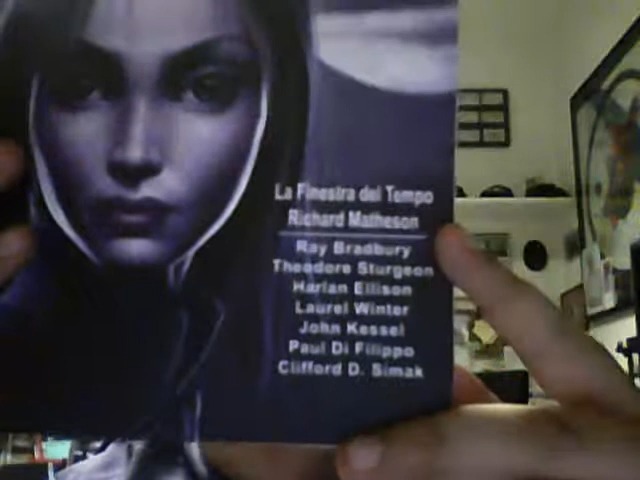 La Finestra del Tempo
Richard Matheson
Ray Bradbury
Theodore Sturgeon
Harlan Ellison
Laurel Winter
John Kessel
Paul Di Filippo
Clifford D. Simak